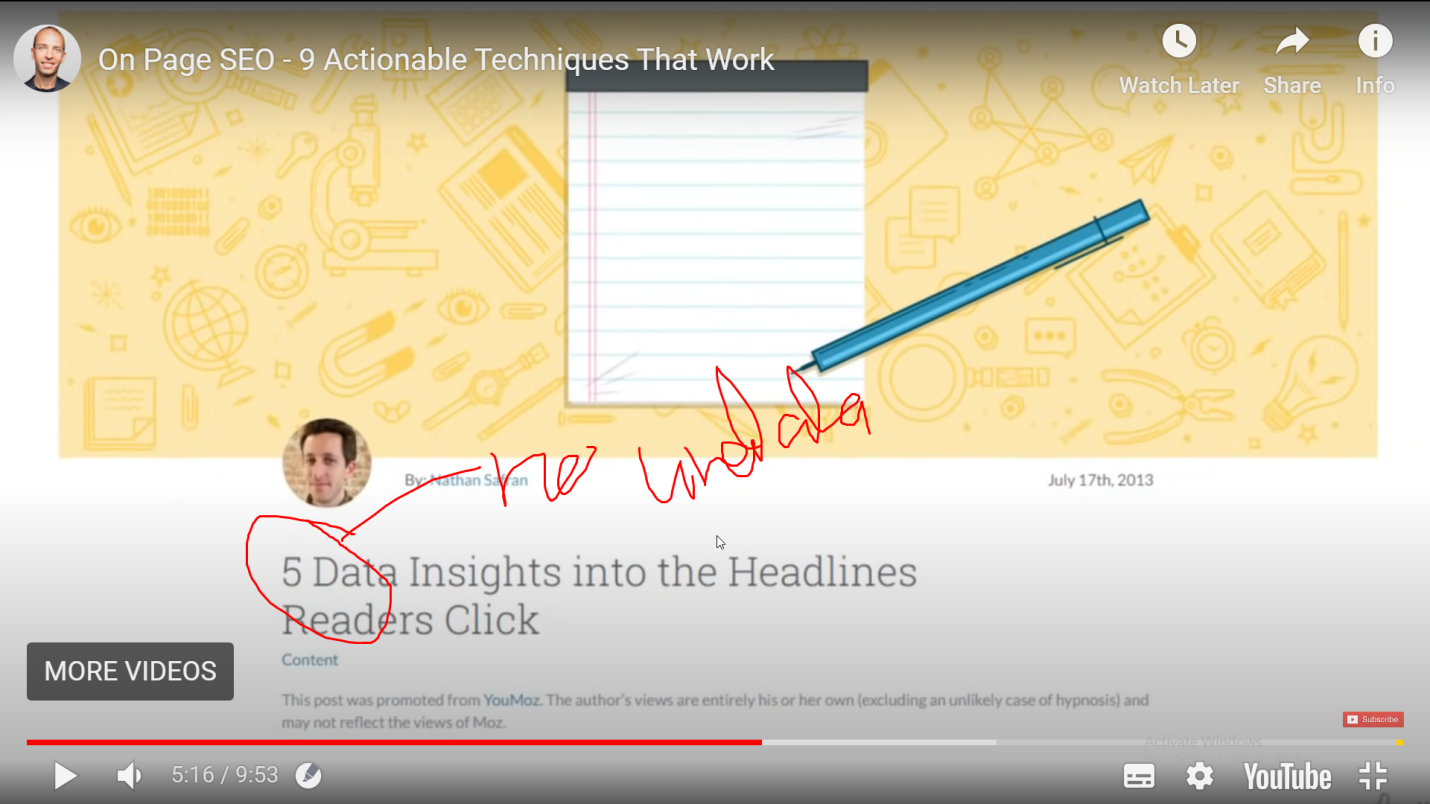 On Page SEO - 9 Actionable Techniques That Work
Watch Later Share Info
By: Nathan Safran
July 17th, 2013
5 Data Insights into the Headlines
Readers Click
Content
This post was promoted from YouMoz. The author's views are entirely his or her own (excluding an unlikely case of hypnosis) and
may not reflect the views of Moz.
MORE VIDEOS
Subscribe
Activate Windows
5:16 / 9:53
YouTube